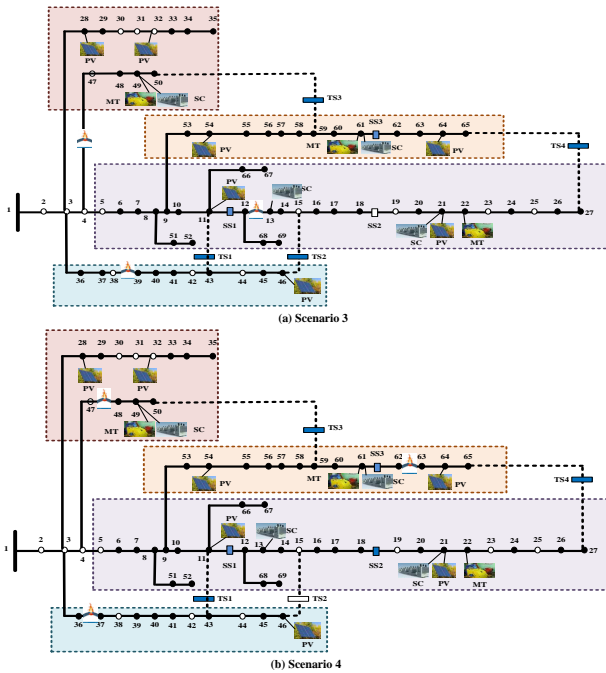 28 29 30 31 32 33 34 35
PV PV
47 48 49 50
MT SC
TS3
53 54 55 56 57 58 59 60 61 SS3 62 63 64 65
PV MT SC PV
TS4
66 67
PV SC
1 2 3 4 5 6 7 8 9 10 11 SS1 12 13 14 15 16 17 18 SS2 19 20 21 22 23 24 25 26 27
SC PV MT
51 52 68 69
TS1 TS2
36 37 38 39 40 41 42 43 44 45 46
PV
(a) Scenario 3
28 29 30 31 32 33 34 35
PV PV
47 48 49 50
MT SC
TS3
53 54 55 56 57 58 59 60 61 SS3 62 63 64 65
PV MT SC PV
TS4
66 67
PV SC
1 2 3 4 5 6 7 8 9 10 11 SS1 12 13 14 15 16 17 18 SS2 19 20 21 22 23 24 25 26 27
SC PV MT
51 52 68 69
TS1 TS2
36 37 38 39 40 41 42 43 44 45 46
PV
(b) Scenario 4